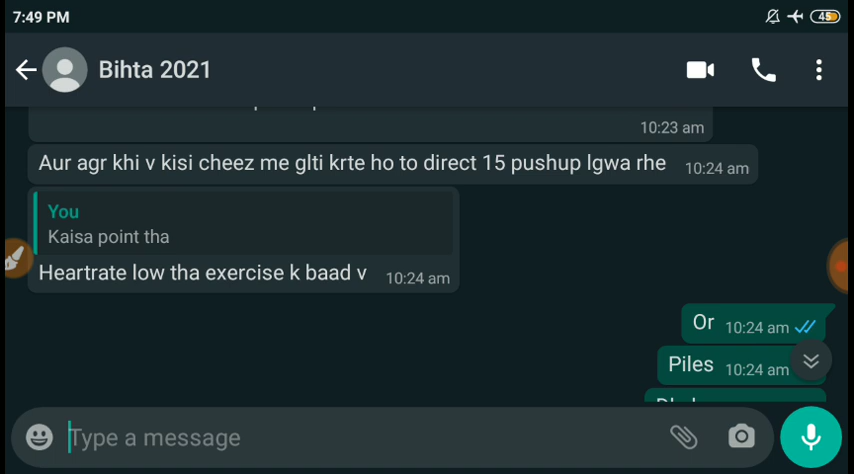 7:49 PM
45
Bihta 2021
10:23 am
Aur agr khi v kisi cheez me glti krte ho to direct 15 pushup lgwa rhe 10:24 am
You
Kaisa point tha
Heartrate low tha exercise k baad v 10:24 am
Or 10:24 am
Piles 10:24 am
Type a message